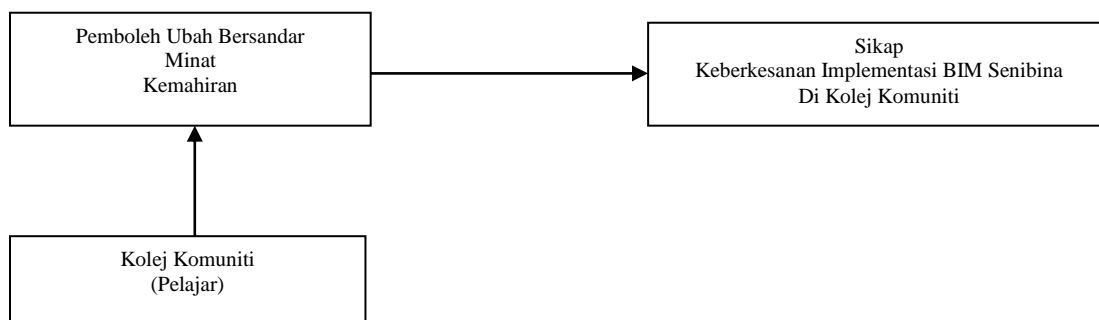 Pemboleh Ubah Bersandar
Minat
Kemahiran
Sikap
Keberkesanan Implementasi BIM Senibina
Di Kolej Komuniti
Kolej Komuniti
(Pelajar)